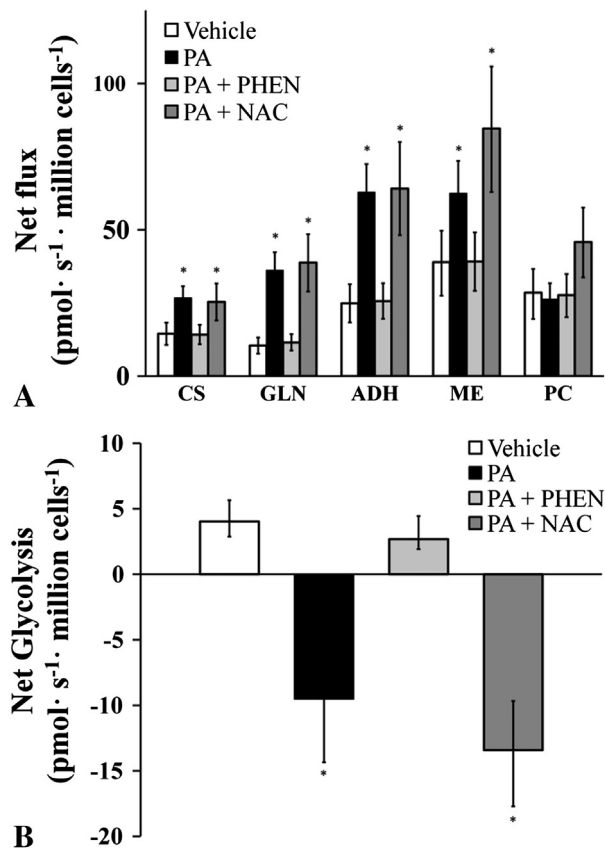 Vehicle
PA
PA + PHEN
PA + NAC
Net flux
(pmol· s-1 · million cells-1)
100
50
0
* * * * * * * *
CS GLN ADH ME PC
A
Vehicle
PA
PA + PHEN
PA + NAC
Net Glycolysis
(pmol· s-1· million cells-1)
10
5
0
-5
-10
-15
-20
* *
B